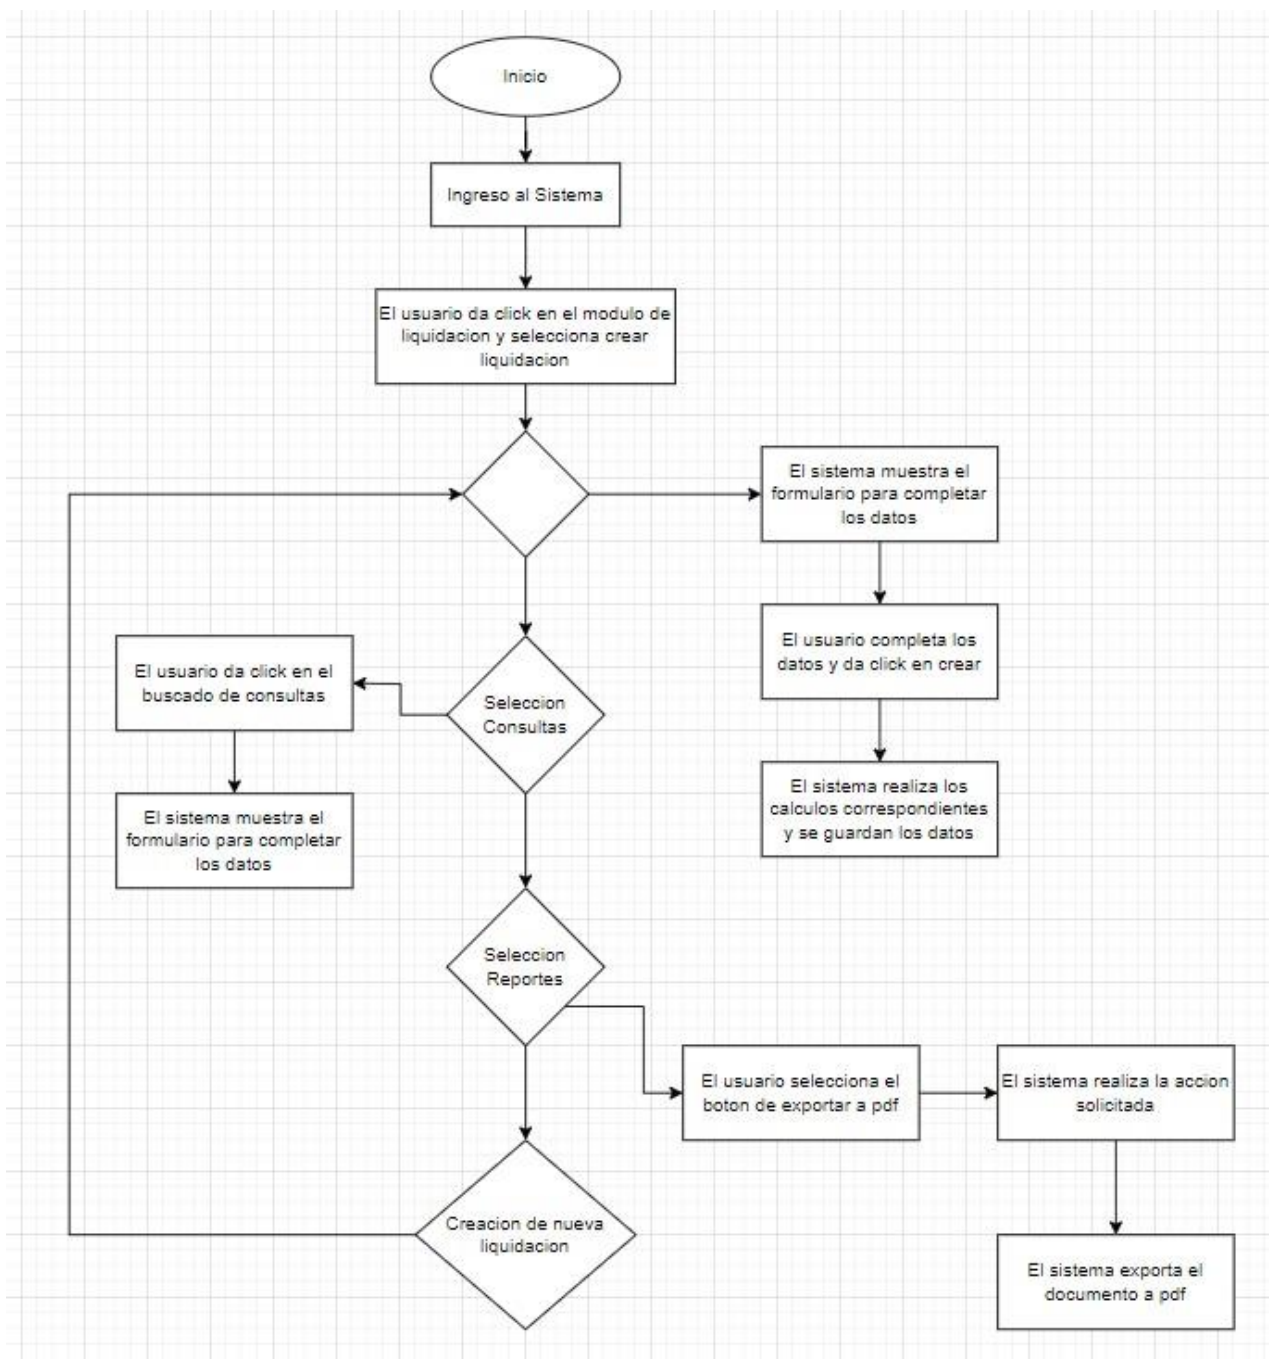 Inicio
Ingreso al Sistema
El usuario da click en el modulo de
liquidacion y selecciona crear
liquidacion
El sistema muestra el
formulario para completar
los datos
El usuario completa los
datos y da click en crear
El usuario da click en el
buscado de consultas
Seleccion
Consultas
El sistema realiza los
calculos correspondientes
y se guardan los datos
El sistema muestra el
formulario para completar
los datos
Seleccion
Reportes
El usuario selecciona el
boton de exportar a pdf
El sistema realiza la accion
solicitada
Creacion de nueva
liquidacion
El sistema exporta el
documento a pdf